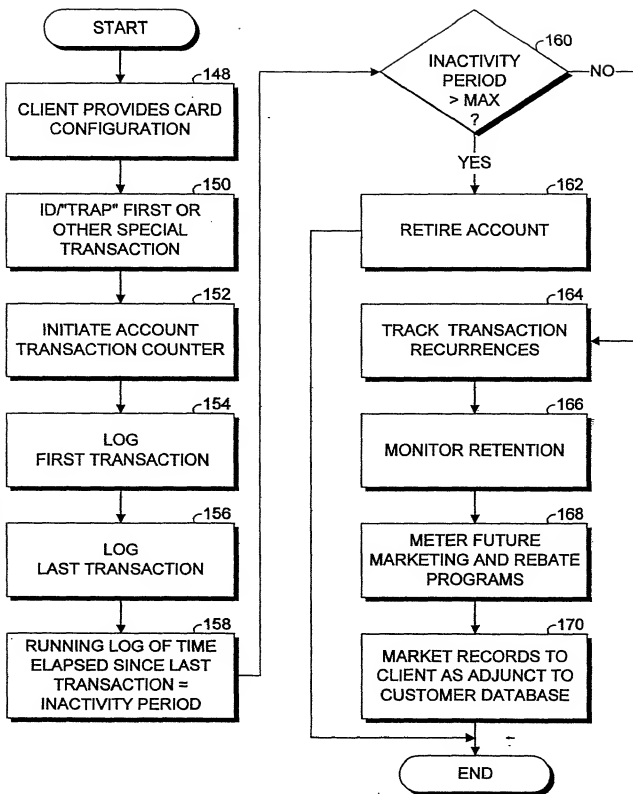 START
148
CLIENT PROVIDES CARD
CONFIGURATION
150
ID/"TRAP" FIRST OR
OTHER SPECIAL
TRANSACTION
152
INITIATE ACCOUNT
TRANSACTION COUNTER
154
LOG
FIRST TRANSACTION
156
LOG
LAST TRANSACTION
158
RUNNING LOG OF TIME
ELAPSED SINCE LAST
TRANSACTION =
INACTIVITY PERIOD
160
INACTIVITY
PERIOD
> MAX
?
NO
YES
162
RETIRE ACCOUNT
164
TRACK TRANSACTION
RECURRENCES
166
MONITOR RETENTION
168
METER FUTURE
MARKETING AND REBATE
PROGRAMS
170
MARKET RECORDS TO
CLIENT AS ADJUNCT TO
CUSTOMER DATABASE
END